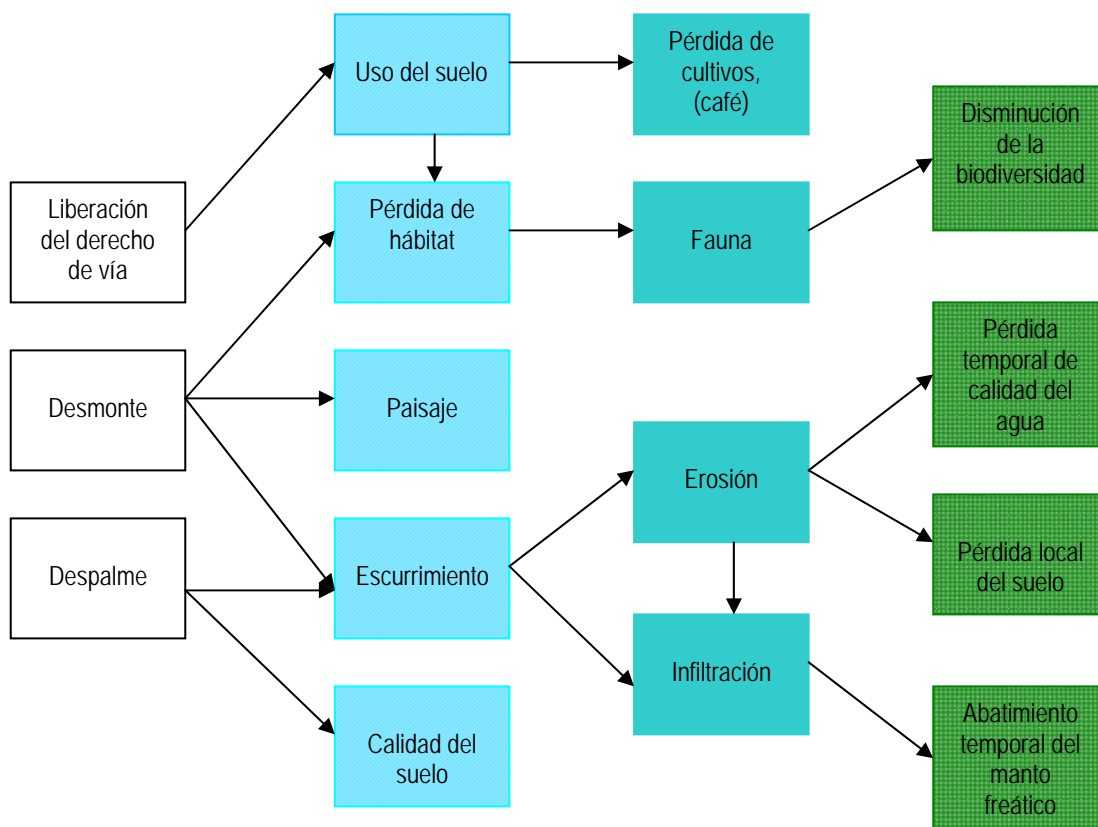 Uso del suelo
Pérdida de
cultivos,
(café)
Disminución
de la
biodiversidad
Liberación
del derecho
de vía
Pérdida de
hábitat
Fauna
Pérdida
temporal de
calidad del
agua
Desmonte
Paisaje
Erosión
Pérdida local
del suelo
Despalme
Escurrimiento
Infiltración
Calidad del
suelo
Abatimiento
temporal del
manto
freático